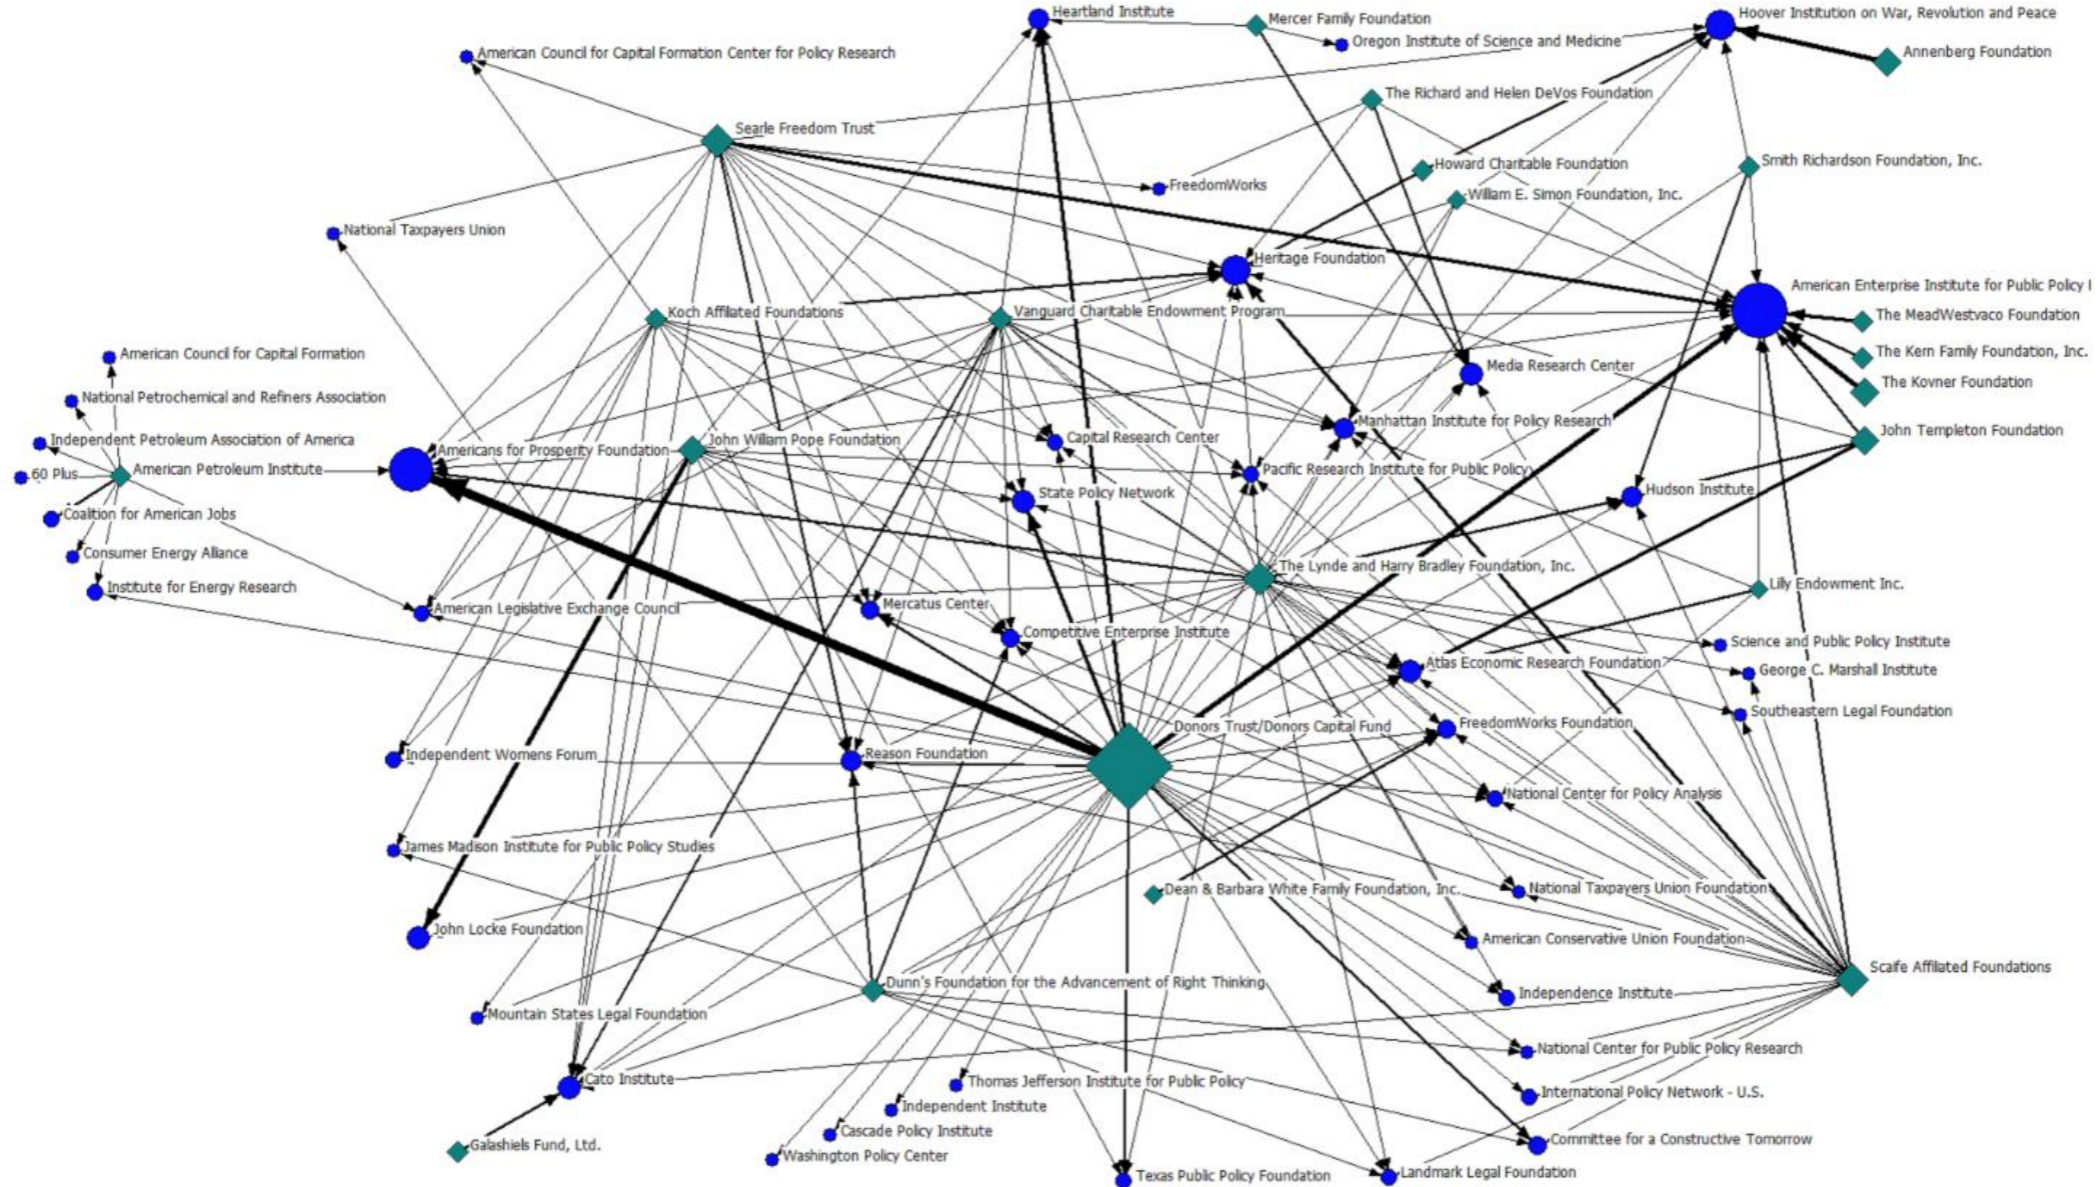 Heartland Institute
Mercer Family Foundation
Hoover Institution on War, Revolution and Peace
Oregon Institute of Science and Medicine
American Council for Capital Formation Center for Policy Research
Annenberg Foundation
The Richard and Helen DeVos Foundation
Searle Freedom Trust
Howard Charitable Foundation
Smith Richardson Foundation, Inc.
FreedomWorks
William E. Simon Foundation, Inc.
National Taxpayers Union
Heritage Foundation
American Enterprise Institute for Public Policy
Koch Affiliated Foundations
Vanguard Charitable Endowment Program
The MeadWestvaco Foundation
American Council for Capital Formation
The Kern Family Foundation, Inc.
Media Research Center
The Kovner Foundation
National Petrochemical and Refiners Association
Manhattan Institute for Policy Research
John Templeton Foundation
Independent Petroleum Association of America
John William Pope Foundation
Capital Research Center
Americans for Prosperity Foundation
American Petroleum Institute
60 Plus
Pacific Research Institute for Public Policy
State Policy Network
Hudson Institute
Coalition for American Jobs
Consumer Energy Alliance
The Lynde and Harry Bradley Foundation, Inc.
Institute for Energy Research
Lilly Endowment Inc.
American Legislative Exchange Council
Mercatus Center
Competitive Enterprise Institute
Science and Public Policy Institute
Atlas Economic Research Foundation
George C. Marshall Institute
Southeastern Legal Foundation
Donors Trust/Donors Capital Fund
FreedomWorks Foundation
Independent Womens Forum
Reason Foundation
National Center for Policy Analysis
James Madison Institute for Public Policy Studies
Dean & Barbara White Family Foundation, Inc.
National Taxpayers Union Foundation
John Locke Foundation
American Conservative Union Foundation
Scaife Affiliated Foundations
Dunn's Foundation for the Advancement of Right Thinking
Independence Institute
Mountain States Legal Foundation
National Center for Public Policy Research
Cato Institute
Thomas Jefferson Institute for Public Policy
International Policy Network - U.S.
Independent Institute
Cascade Policy Institute
Committee for a Constructive Tomorrow
Galashiels Fund, Ltd.
Washington Policy Center
Texas Public Policy Foundation
Landmark Legal Foundation